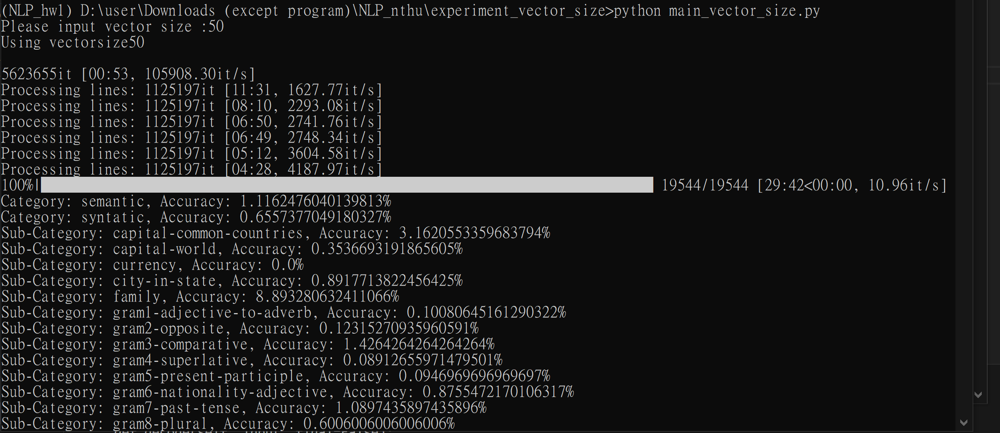 (NLP_hw1) D:\user\Downloads (except program)\NLP_nthu\experiment_vector_size>python main_vector_size.py
Please input vector size :50
Using vectorsize50
5623655it [00:53, 105908.30it/s]
Processing lines: 1125197it [11:31, 1627.77it/s]
Processing lines: 1125197it [08:10, 2293.08it/s]
Processing lines: 1125197it [06:50, 2741.76it/s]
Processing lines: 1125197it [06:49, 2748.34it/s]
Processing lines: 1125197it [05:12, 3604.58it/s]
Processing lines: 1125197it [04:28, 4187.97it/s]
100%| 19544/19544 [29:42<00:00, 10.96it/s]
Category: semantic, Accuracy: 1.1162476040139813%
Category: syntatic, Accuracy: 0.6557377049180327%
Sub-Category: capital-common-countries, Accuracy: 3.1620553359683794%
Sub-Category: capital-world, Accuracy: 0.3536693191865605%
Sub-Category: currency, Accuracy: 0.0%
Sub-Category: city-in-state, Accuracy: 0.8917713822456425%
Sub-Category: family, Accuracy: 8.893280632411066%
Sub-Category: gram1-adjective-to-adverb, Accuracy: 0.10080645161290322%
Sub-Category: gram2-opposite, Accuracy: 0.12315270935960591%
Sub-Category: gram3-comparative, Accuracy: 1.4264264264264264%
Sub-Category: gram4-superlative, Accuracy: 0.08912655971479501%
Sub-Category: gram5-present-participle, Accuracy: 0.0946969696969697%
Sub-Category: gram6-nationality-adjective, Accuracy: 0.8755472170106317%
Sub-Category: gram7-past-tense, Accuracy: 1.0897435897435896%
Sub-Category: gram8-plural, Accuracy: 0.6006006006006006%